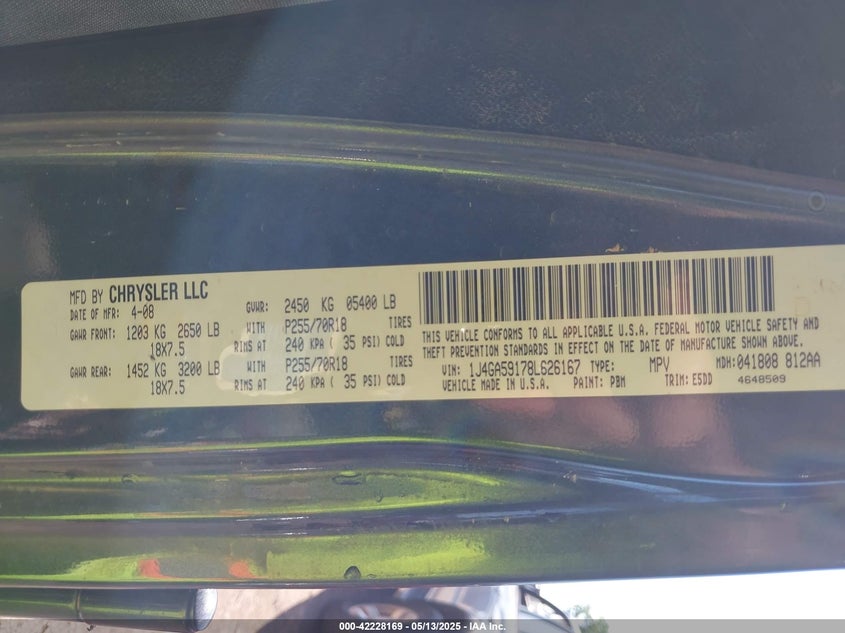 MFD BY CHRYSLER LLC
DATE OF MFR: 4-08
GVWR: 2450 KG 05400 LB
GAWR FRONT: 1203 KG 2650 LB WITH P255/70R18 TIRES
18X7.5 RIMS AT 240 KPA ( 35 PSI) COLD
GAWR REAR: 1452 KG 3200 LB WITH P255/70R18 TIRES
18X7.5 RIMS AT 240 KPA ( 35 PSI) COLD
THIS VEHICLE CONFORMS TO ALL APPLICABLE U.S.A. FEDERAL MOTOR VEHICLE SAFETY AND
THEFT PREVENTION STANDARDS IN EFFECT ON THE DATE OF MANUFACTURE SHOWN ABOVE.
VIN: 1J4GA59178L626167 TYPE: MPV MDH:041808 812AA
VEHICLE MADE IN U.S.A. PAINT: PBM TRIM: ESDD 4648509
000-42228169 - 05/13/2025 - IAA Inc.